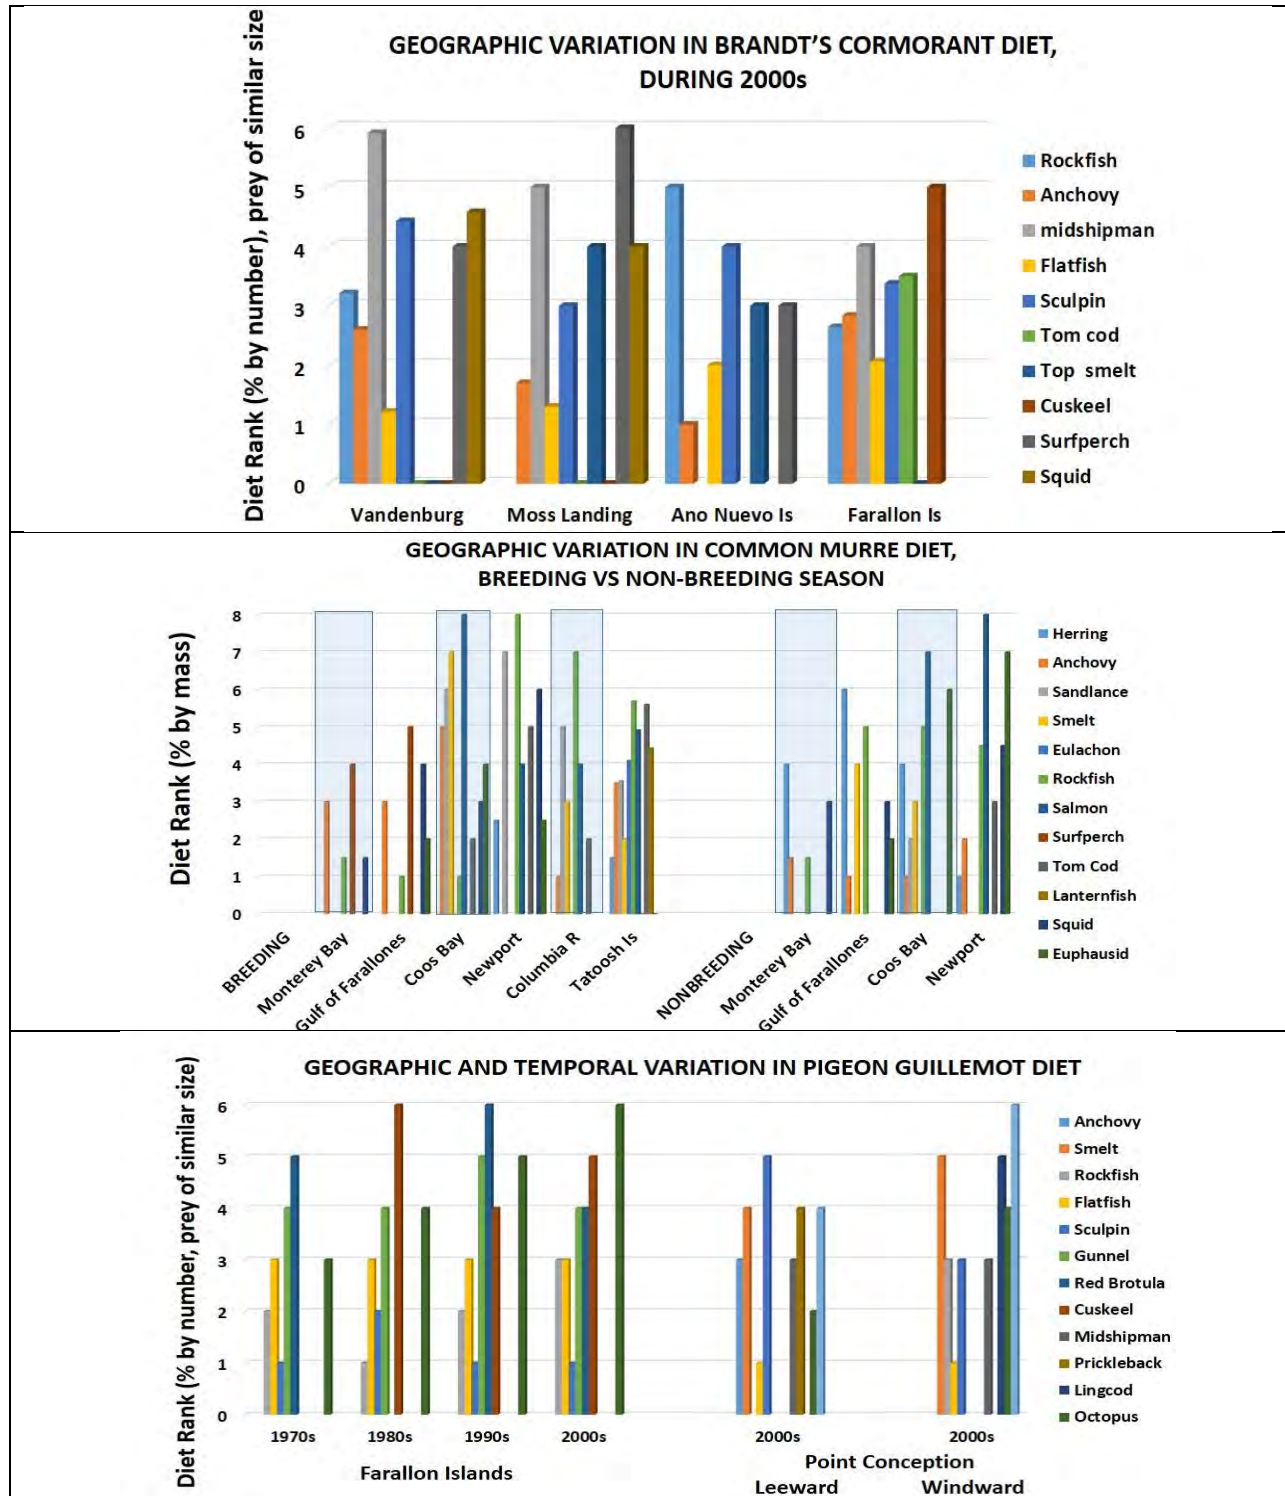 GEOGRAPHIC VARIATION IN BRANDT'S CORMORANT DIET,
DURING 2000s
Diet Rank (% by number), prey of similar size
6
5
4
3
2
1
0
Vandenburg
Moss Landing
Ano Nuevo Is
Farallon Is
Rockfish
Anchovy
midshipman
Flatfish
Sculpin
Tom cod
Top smelt
Cuskeel
Surfperch
Squid
GEOGRAPHIC VARIATION IN COMMON MURRE DIET,
BREEDING VS NON-BREEDING SEASON
Diet Rank (% by mass)
8
7
6
5
4
3
2
1
0
BREEDING
Monterey Bay
Gulf of Farallones
Coos Bay
Newport
Columbia R
Tatoosh Is
NONBREEDING
Monterey Bay
Gulf of Farallones
Coos Bay
Newport
Herring
Anchovy
Sandlance
Smelt
Eulachon
Rockfish
Salmon
Surfperch
Tom Cod
Lanternfish
Squid
Euphausid
GEOGRAPHIC AND TEMPORAL VARIATION IN PIGEON GUILLEMOT DIET
Diet Rank (% by number, prey of similar size)
6
5
4
3
2
1
0
1970s
1980s
1990s
2000s
2000s
2000s
Farallon Islands
Point Conception
Leeward
Windward
Anchovy
Smelt
Rockfish
Flatfish
Sculpin
Gunnel
Red Brotula
Cuskeel
Midshipman
Prickleback
Lingcod
Octopus